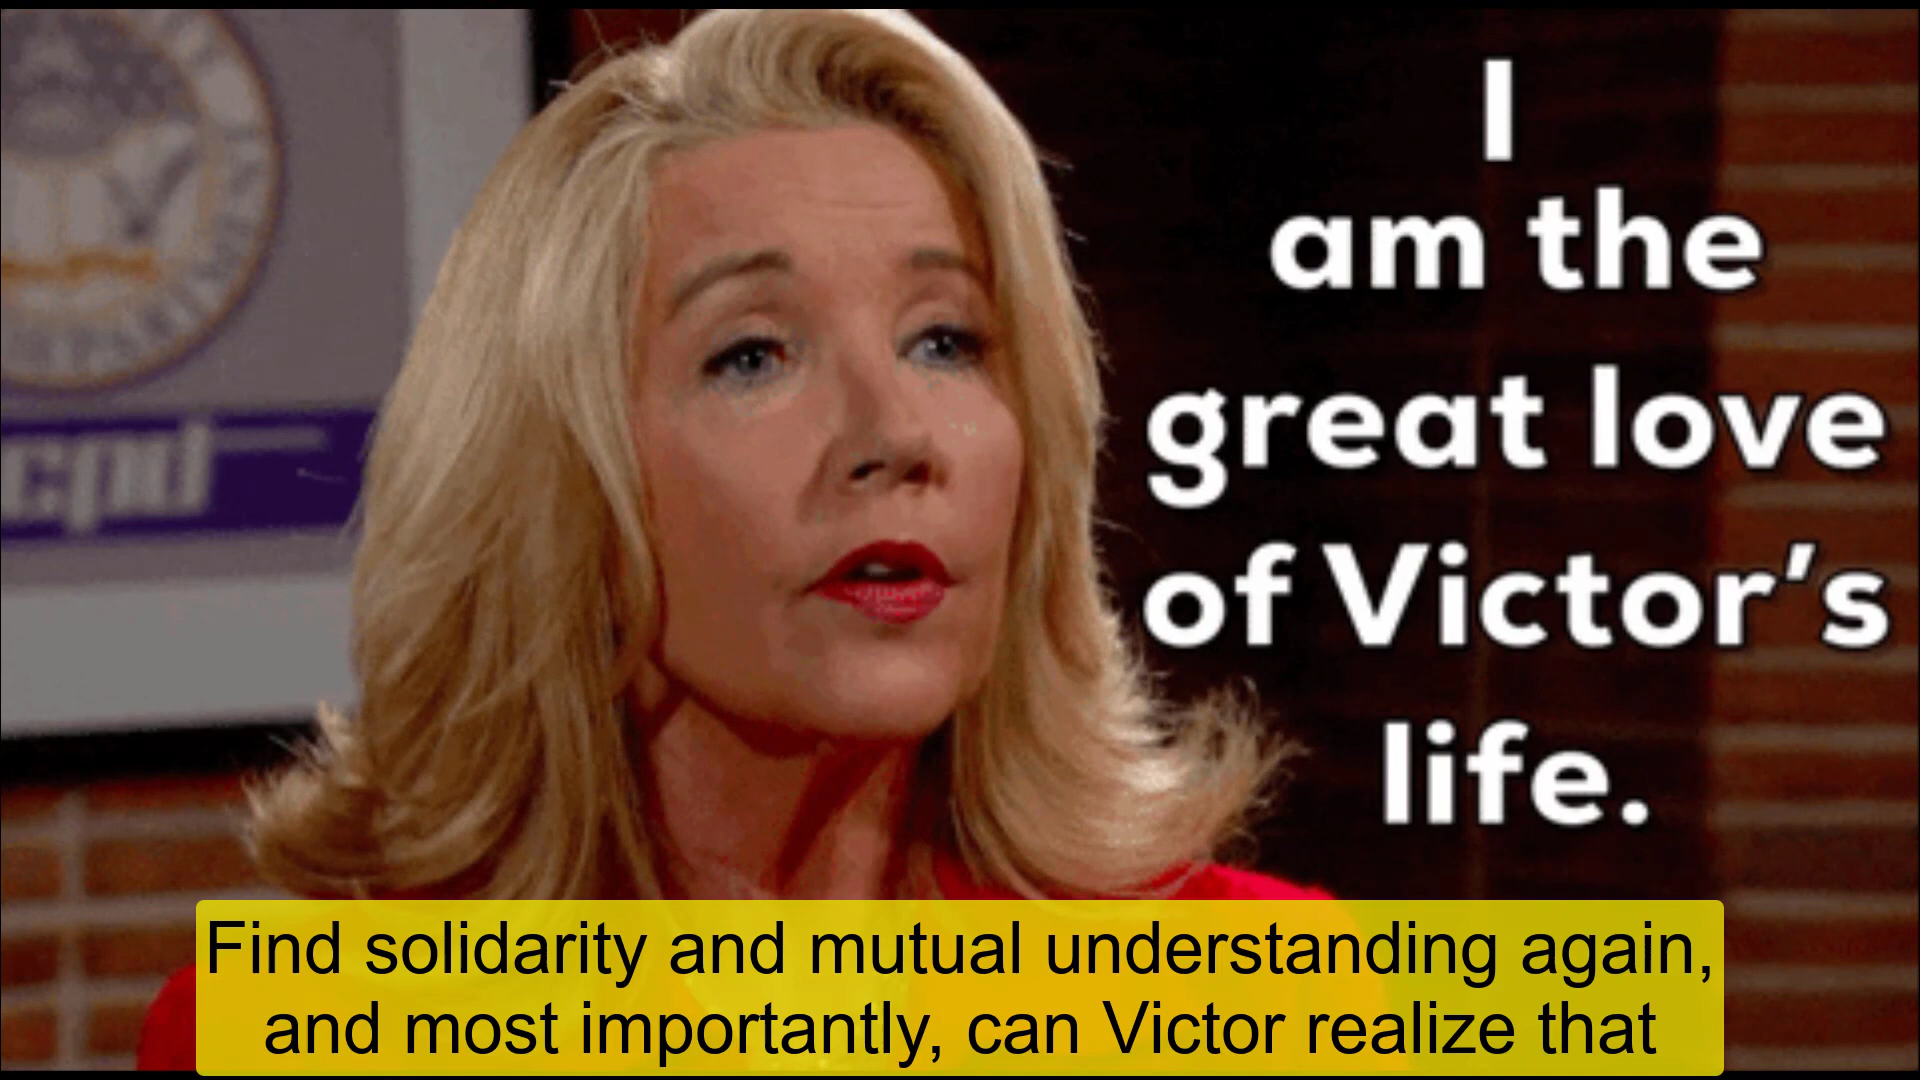 cpd
I
am the
great love
of Victor’s
life.
Find solidarity and mutual understanding again,
and most importantly, can Victor realize that